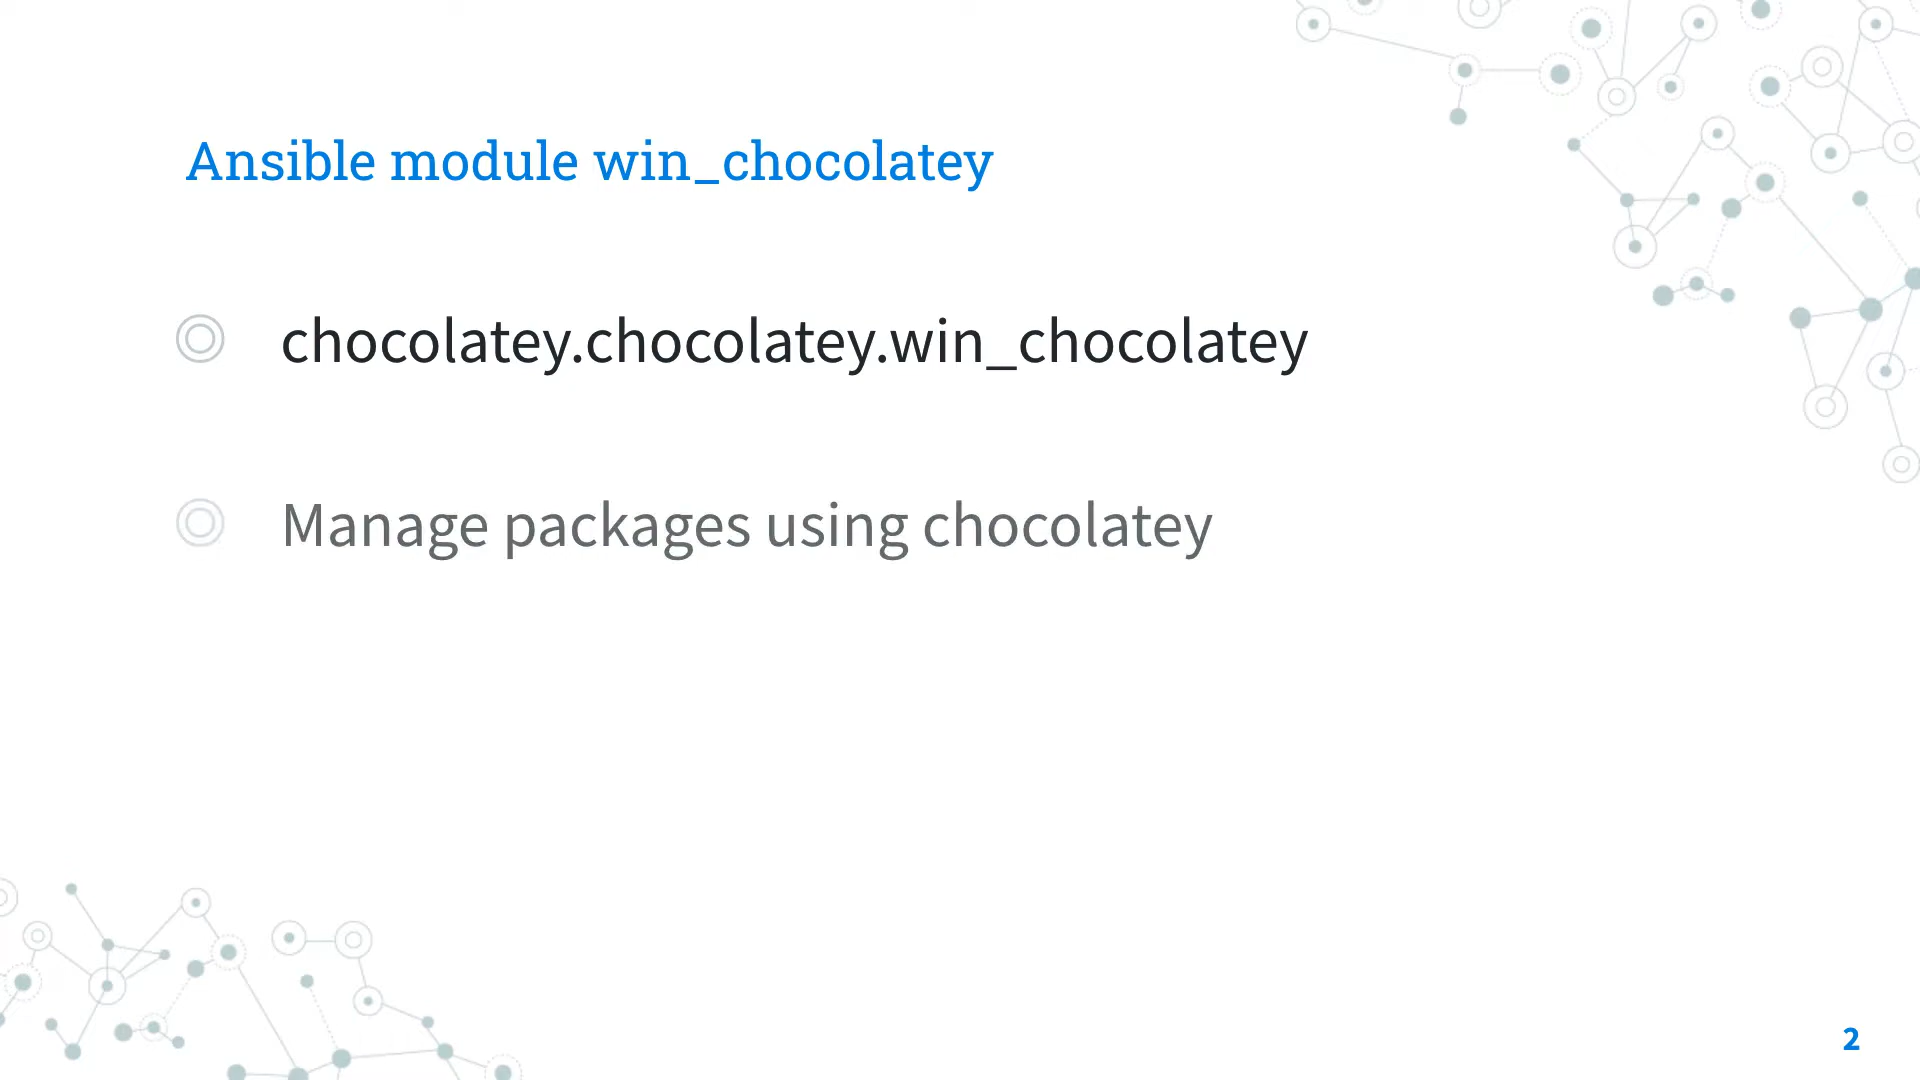 Ansible module win_chocolatey
chocolatey.chocolatey.win_chocolatey
Manage packages using chocolatey
2